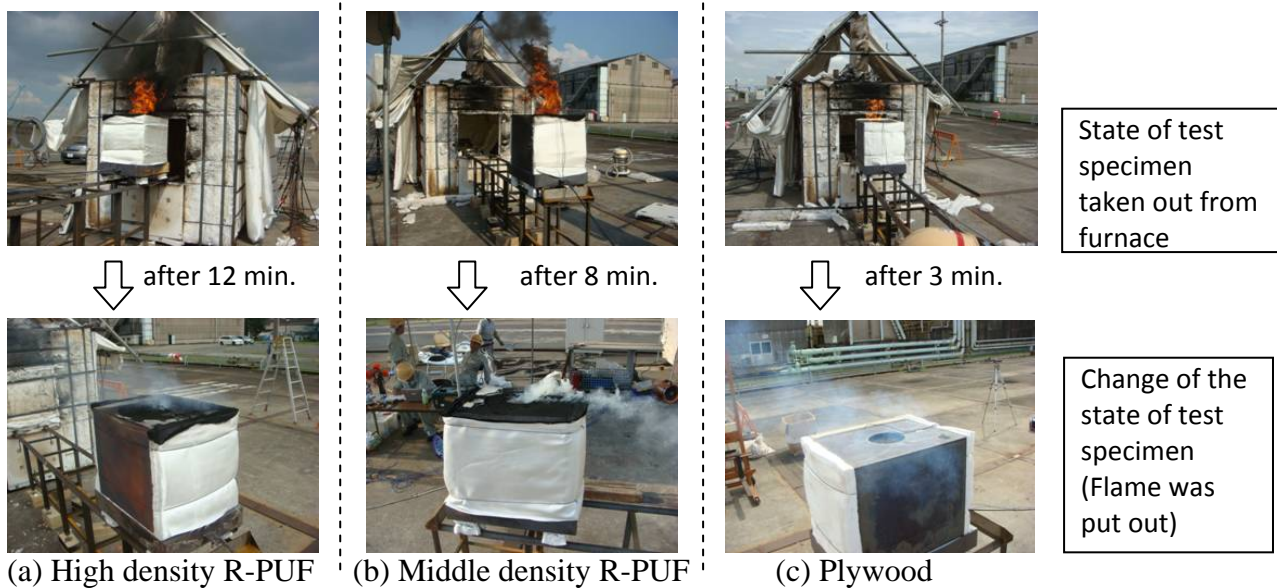 State of test
specimen
taken out from
furnace
after 12 min.
after 8 min.
after 3 min.
Change of the
state of test
specimen
(Flame was
put out)
(a) High density R-PUF
(b) Middle density R-PUF
(c) Plywood